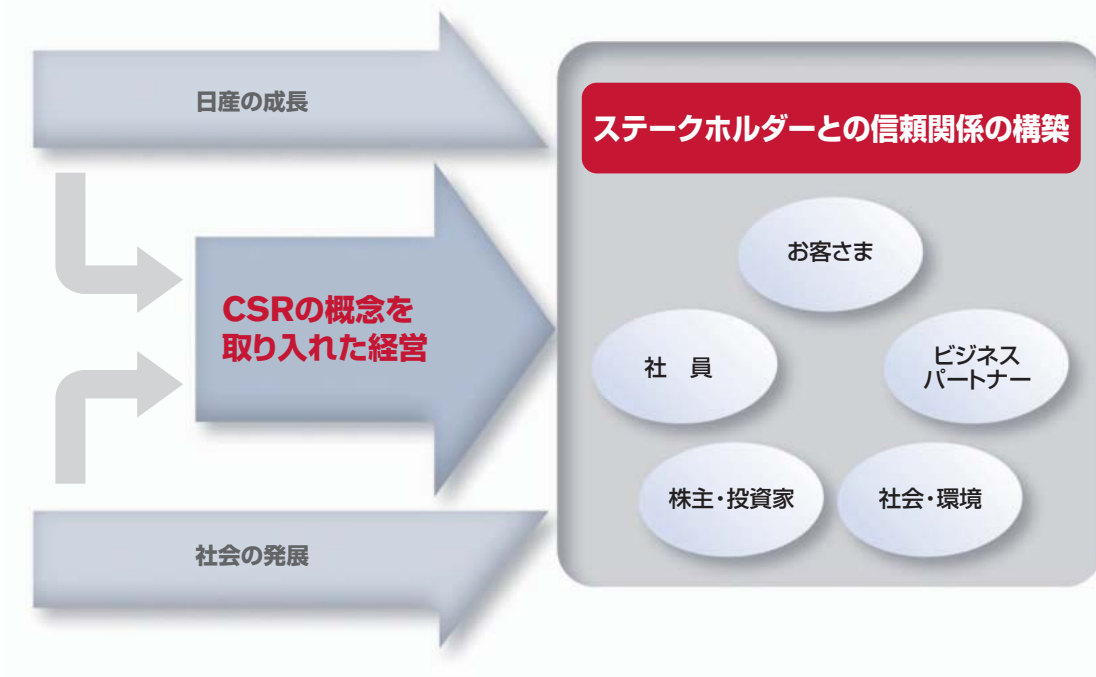 日産の成長
ステークホルダーとの信頼関係の構築
お客さま
CSRの概念を
取り入れた経営
社　員
ビジネス
パートナー
株主・投資家
社会・環境
社会の発展